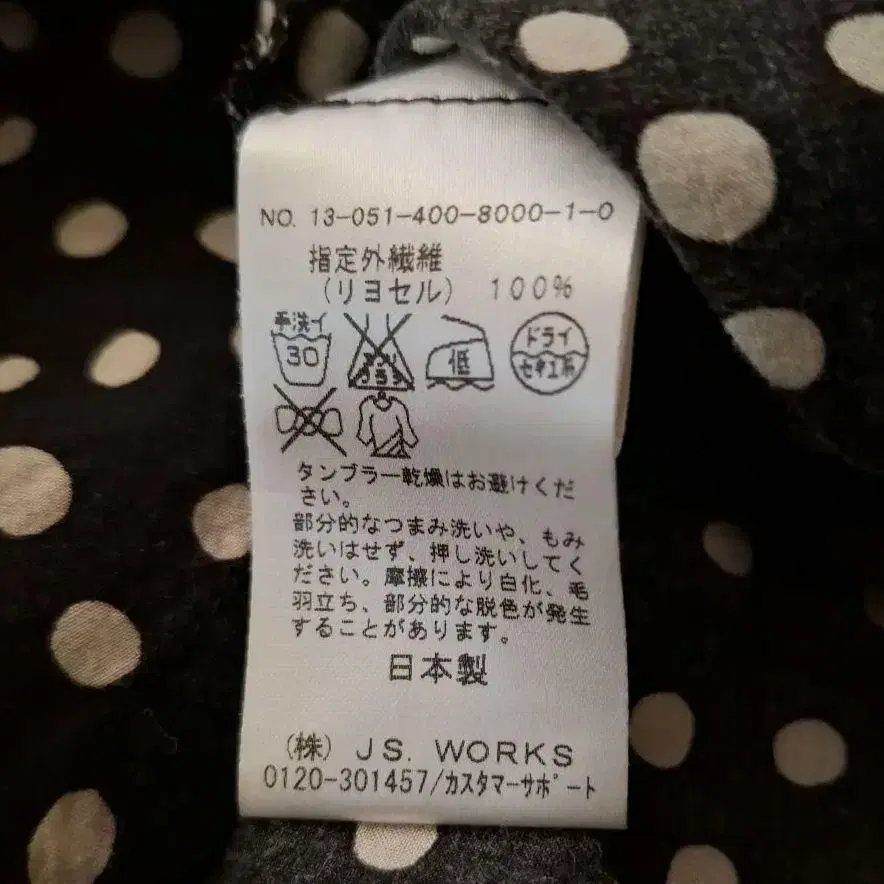 NO. 13-051-400-8000-1-0
指定外繊維
(リヨセル) 100%
手洗イ
30
エンソ
サラシ
低
ドライ
セキユ系
タンブラー乾燥はお避けくだ
さい。
部分的なつまみ洗いや、もみ
洗いはせず、押し洗いしてく
ださい。摩擦により白化、毛
羽立ち、部分的な脱色が発生
することがあります。
日本製
(株) JS. WORKS
0120-301457/カスタマーサポート